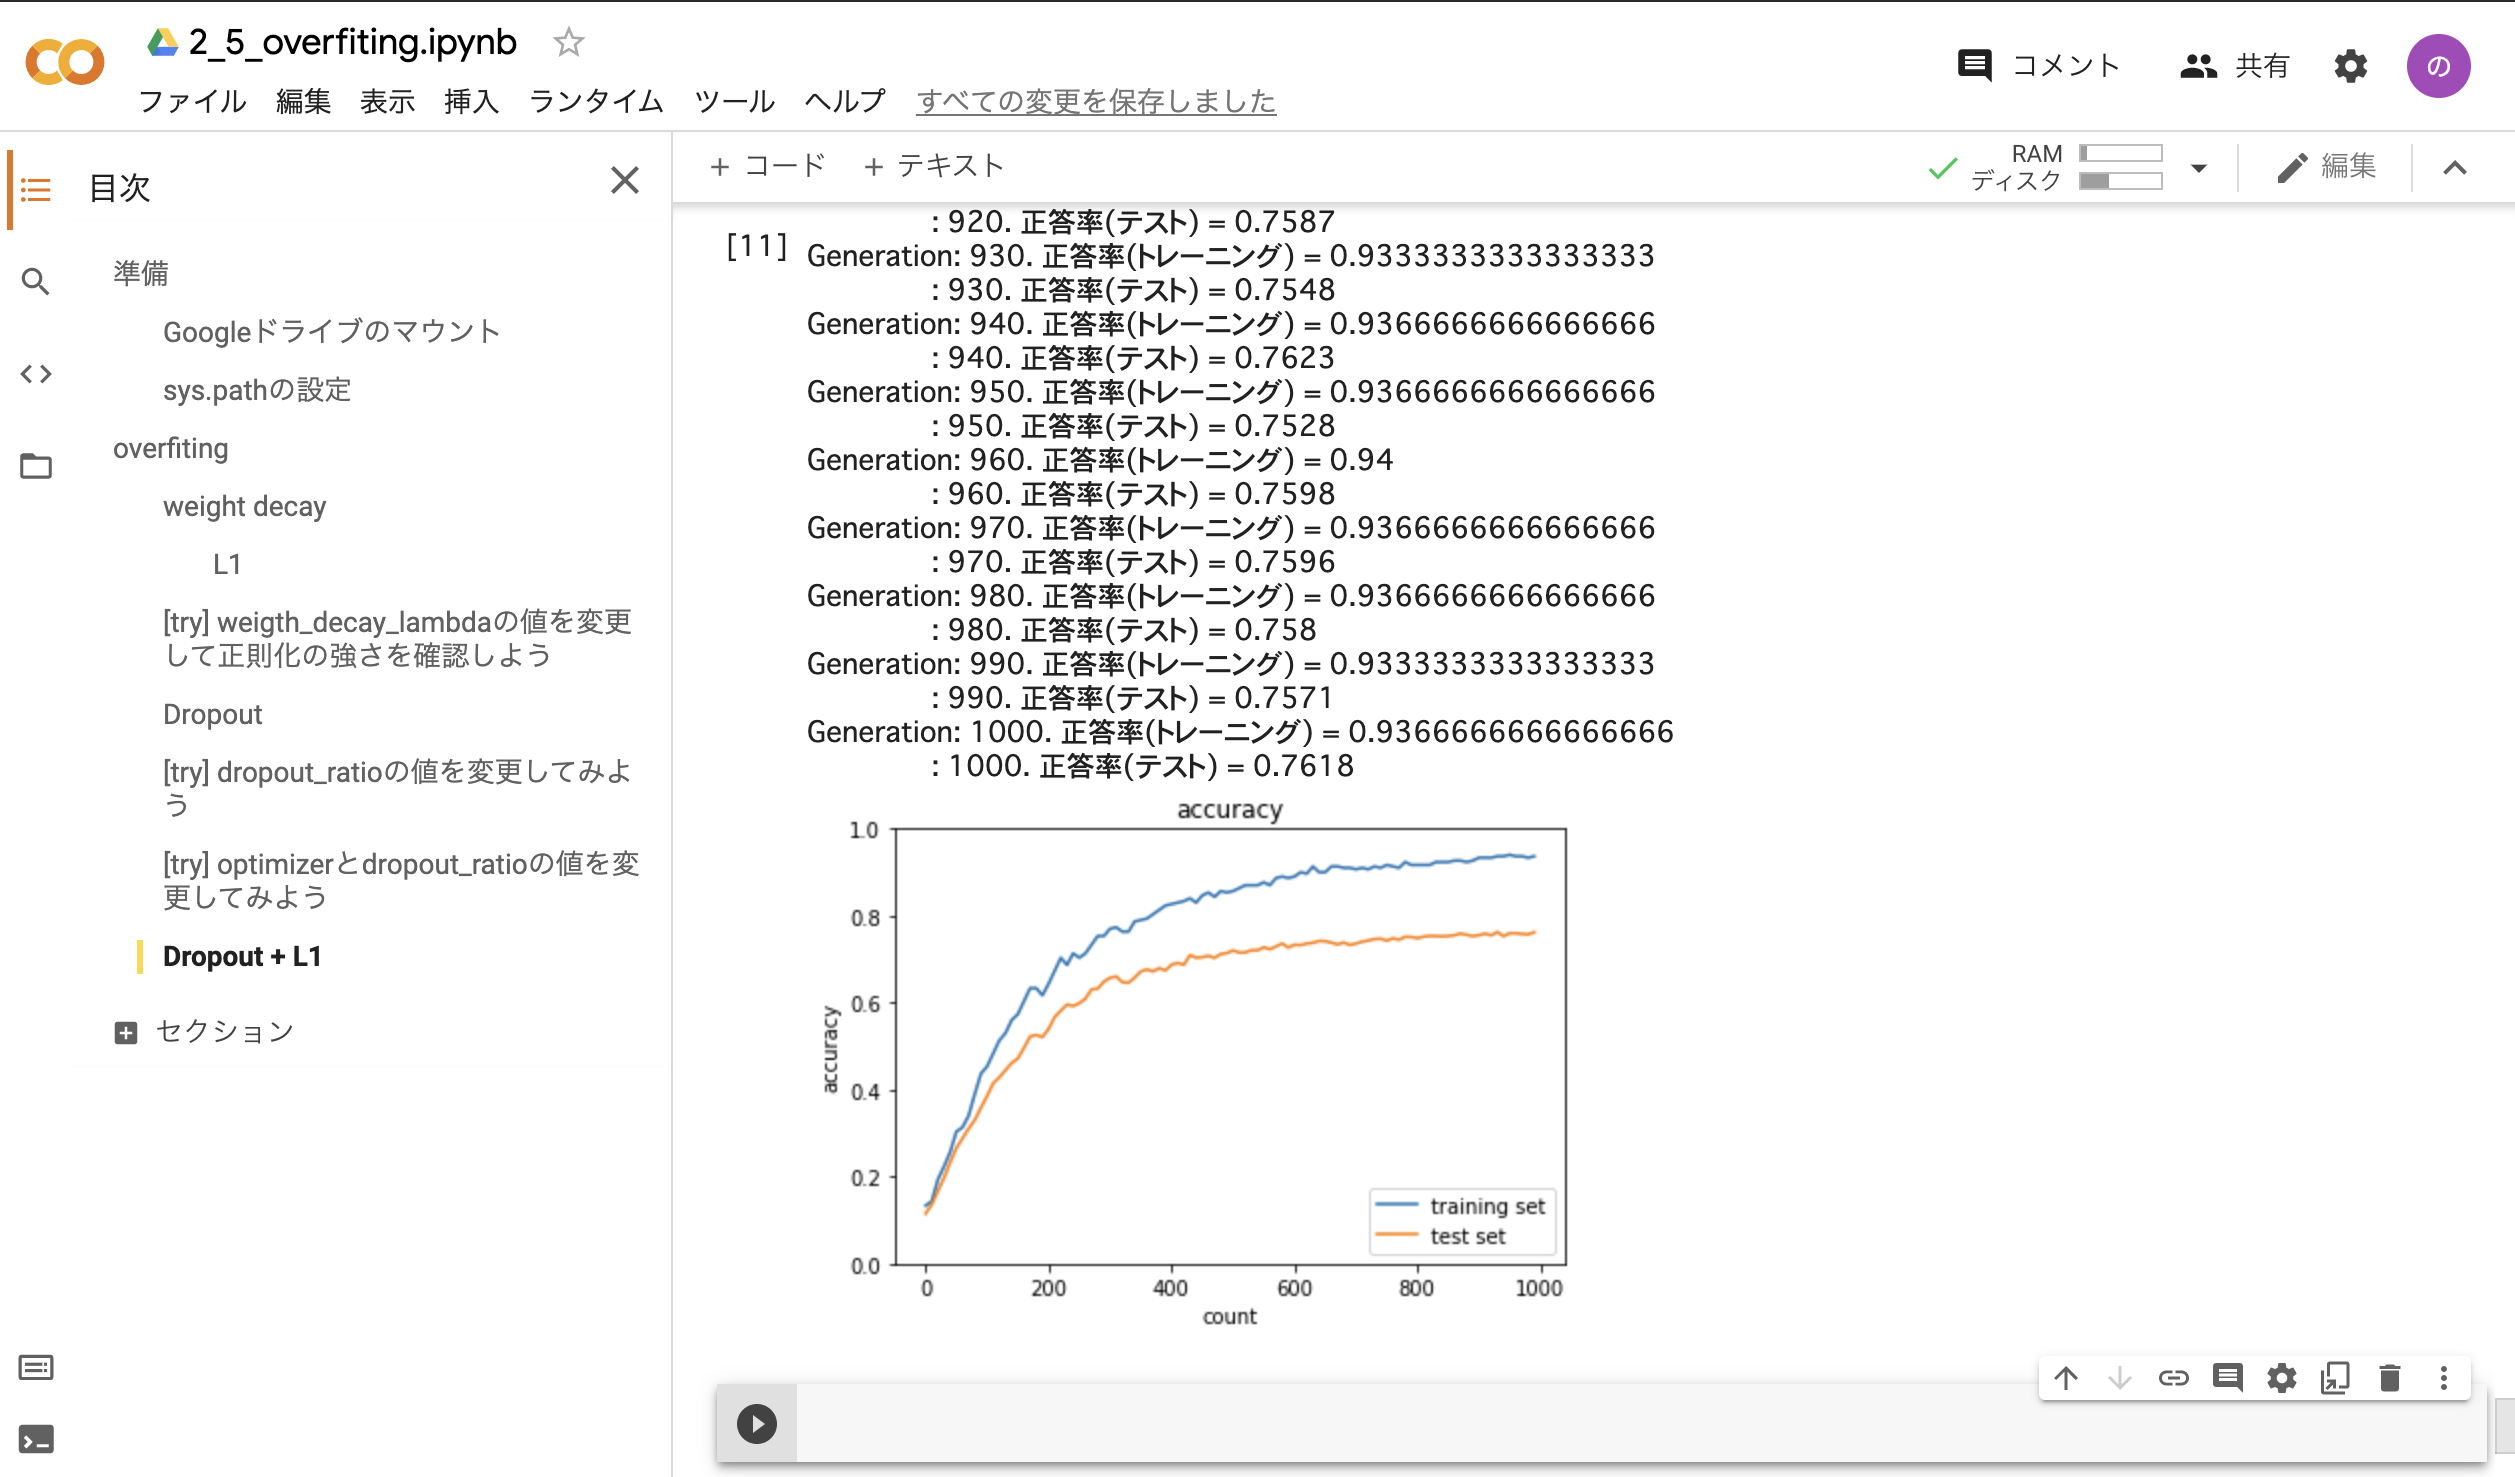 2_5_overfiting.ipynb
ファイル 編集 表示 挿入 ランタイム ツール ヘルプ すべての変更を保存しました
コメント 共有 の
目次
準備
Googleドライブのマウント
sys.pathの設定
overfiting
weight decay
L1
[try] weigth_decay_lambdaの値を変更
して正則化の強さを確認しよう
Dropout
[try] dropout_ratioの値を変更してみよ
う
[try] optimizerとdropout_ratioの値を変
更してみよう
Dropout + L1
セクション
+ コード + テキスト
RAM
ディスク
編集
[11]
: 920. 正答率(テスト) = 0.7587
Generation: 930. 正答率(トレーニング) = 0.9333333333333333
: 930. 正答率(テスト) = 0.7548
Generation: 940. 正答率(トレーニング) = 0.9366666666666666
: 940. 正答率(テスト) = 0.7623
Generation: 950. 正答率(トレーニング) = 0.9366666666666666
: 950. 正答率(テスト) = 0.7528
Generation: 960. 正答率(トレーニング) = 0.94
: 960. 正答率(テスト) = 0.7598
Generation: 970. 正答率(トレーニング) = 0.9366666666666666
: 970. 正答率(テスト) = 0.7596
Generation: 980. 正答率(トレーニング) = 0.9366666666666666
: 980. 正答率(テスト) = 0.758
Generation: 990. 正答率(トレーニング) = 0.9333333333333333
: 990. 正答率(テスト) = 0.7571
Generation: 1000. 正答率(トレーニング) = 0.9366666666666666
: 1000. 正答率(テスト) = 0.7618
accuracy
1.0
0.8
0.6
0.4
0.2
0.0
accuracy
training set
test set
0 200 400 600 800 1000
count